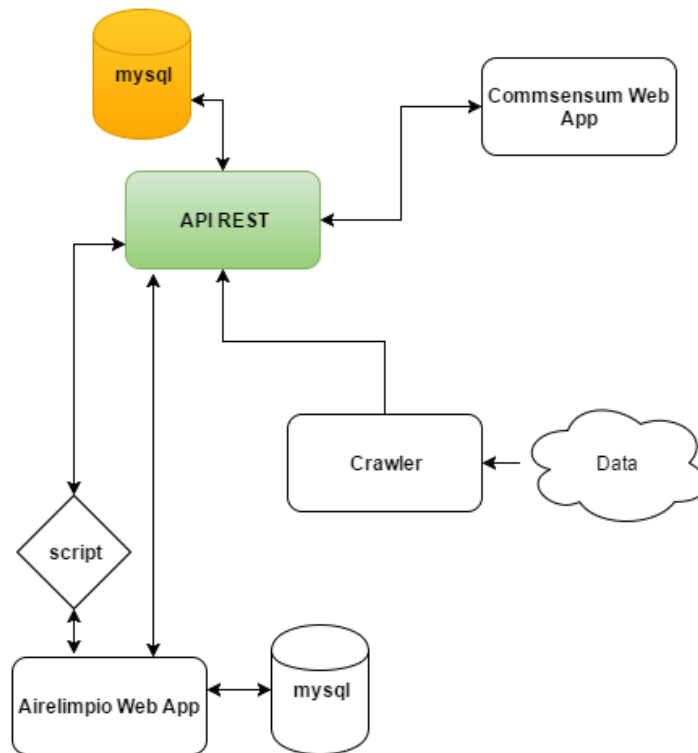 mysql
Commsensum Web
App
API REST
Crawler
Data
script
Airelimpio Web App
mysql